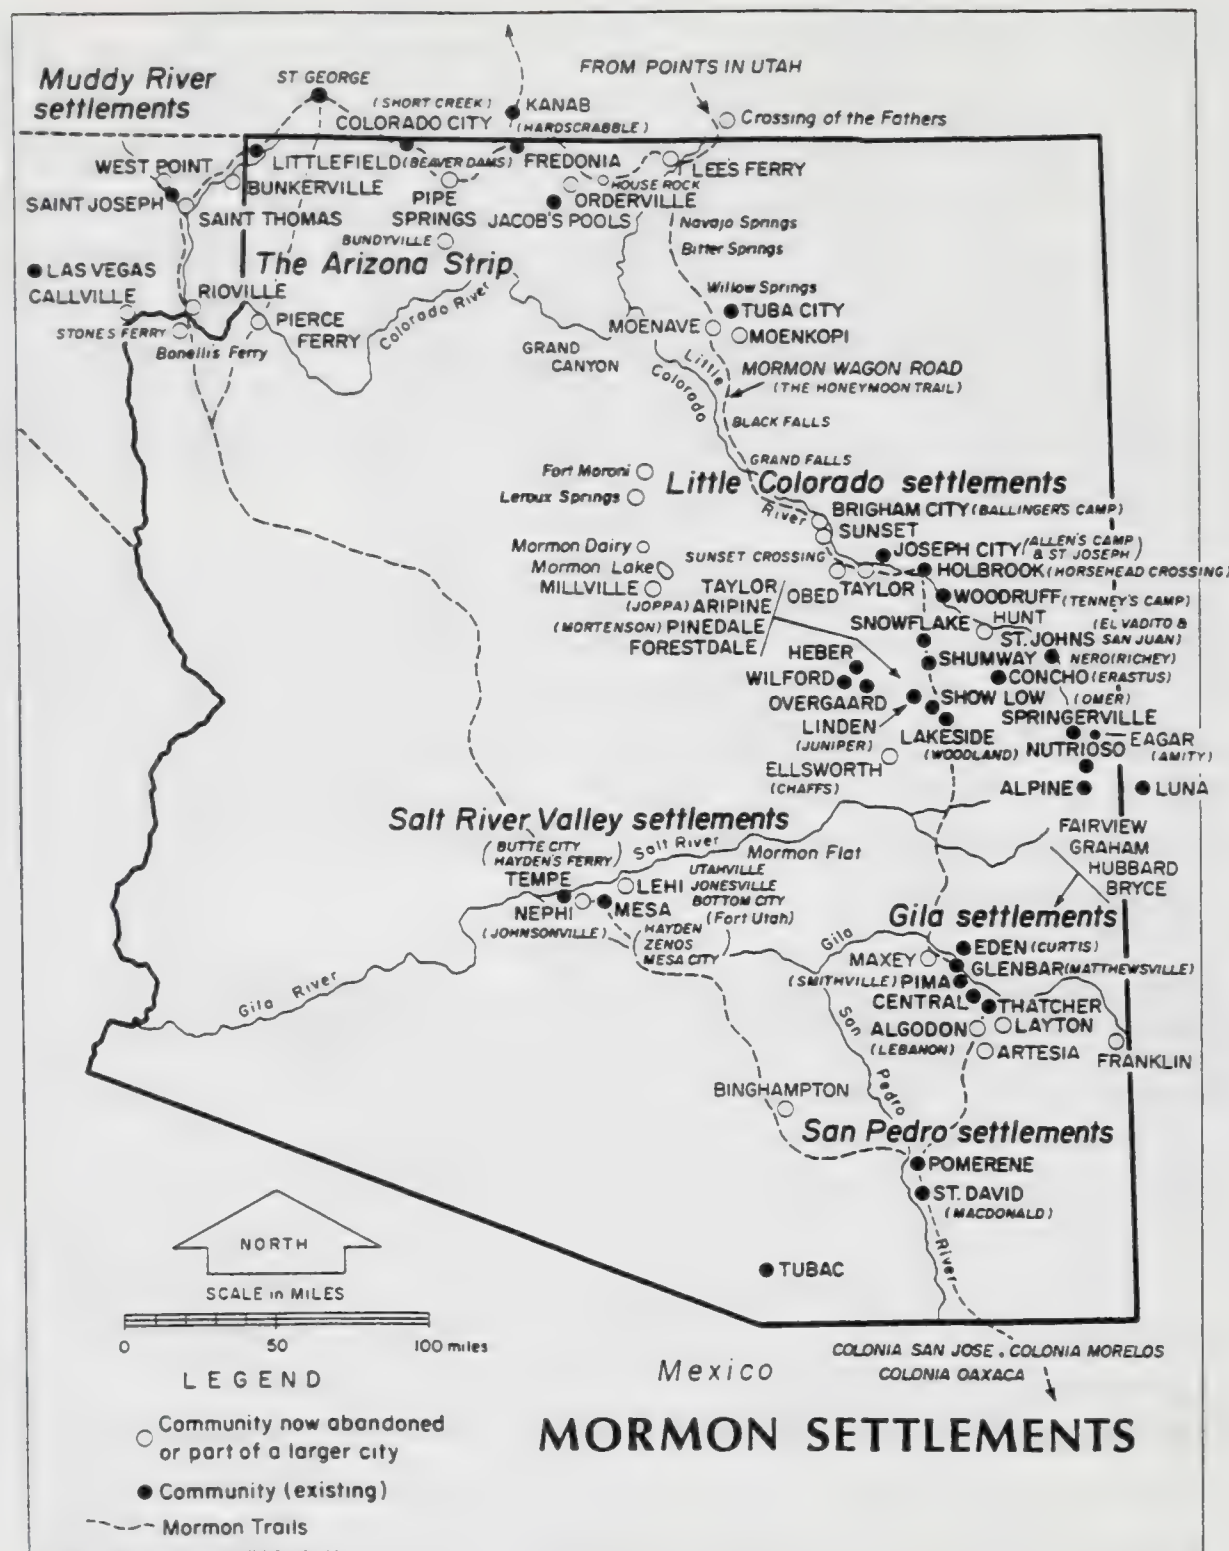 Muddy River
settlements
ST GEORGE
FROM POINTS IN UTAH
(SHORT CREEK)
COLORADO CITY
KANAB
(HARDSCRABBLE)
Crossing of the Fathers
WEST POINT
LITTLEFIELD (BEAVER DAMS)
FREDONIA
LEES FERRY
BUNKERVILLE
HOUSE ROCK
SAINT JOSEPH
SAINT THOMAS
PIPE
SPRINGS
ORDERVILLE
JACOB'S POOLS
Navajo Springs
BUNDYVILLE
Bitter Springs
The Arizona Strip
LAS VEGAS
CALLVILLE
RIOVILLE
Willow Springs
TUBA CITY
Colorado River
STONES FERRY
PIERCE
FERRY
Bonellis Ferry
MOENAVE
MOENKOPI
GRAND
CANYON
Little
Colorado
MORMON WAGON ROAD
(THE HONEYMOON TRAIL)
BLACK FALLS
GRAND FALLS
Fort Moroni
Leroux Springs
Little Colorado settlements
River
BRIGHAM CITY (BALLINGER'S CAMP)
SUNSET
Mormon Dairy
SUNSET CROSSING
JOSEPH CITY (ALLEN'S CAMP
& ST JOSEPH)
Mormon Lake
HOLBROOK (HORSEHEAD CROSSING)
MILLVILLE
TAYLOR
OBED
TAYLOR
WOODRUFF (TENNEY'S CAMP)
(JOPPA) ARIPINE
(MORTENSON) PINEDALE
FORESTDALE
SNOWFLAKE
HUNT
(EL VADITO &
ST. JOHNS SAN JUAN)
HEBER
SHUMWAY
NERO (RICHEY)
WILFORD
CONCHO (ERASTUS)
OVERGAARD
SHOW LOW
(OMER)
LINDEN
(JUNIPER)
SPRINGERVILLE
LAKESIDE
(WOODLAND)
NUTRIOSO
EAGAR
(AMITY)
ELLSWORTH
(CHAFFS)
ALPINE
LUNA
Salt River Valley settlements
(BUTTE CITY
HAYDEN'S FERRY)
Salt River
Mormon Flat
FAIRVIEW
GRAHAM
HUBBARD
BRYCE
TEMPE
LEHI
UTAHVILLE
JONESVILLE
BOTTOM CITY
(Fort Utah)
NEPHI
(JOHNSONVILLE)
MESA
HAYDEN
ZENOS
MESA CITY
Gila settlements
Gila
EDEN (CURTIS)
MAXEY
GLENBAR (MATTHEWSVILLE)
(SMITHVILLE) PIMA
CENTRAL
THATCHER
Gila River
San
Pedro
ALGODON
(LEBANON)
LAYTON
ARTESIA
FRANKLIN
BINGHAMPTON
San Pedro settlements
POMERENE
ST. DAVID
(MACDONALD)
River
TUBAC
NORTH
SCALE in MILES
0 50 100 miles
COLONIA SAN JOSE, COLONIA MORELOS
COLONIA OAXACA
Mexico
LEGEND
MORMON SETTLEMENTS
Community now abandoned
or part of a larger city
Community (existing)
Mormon Trails